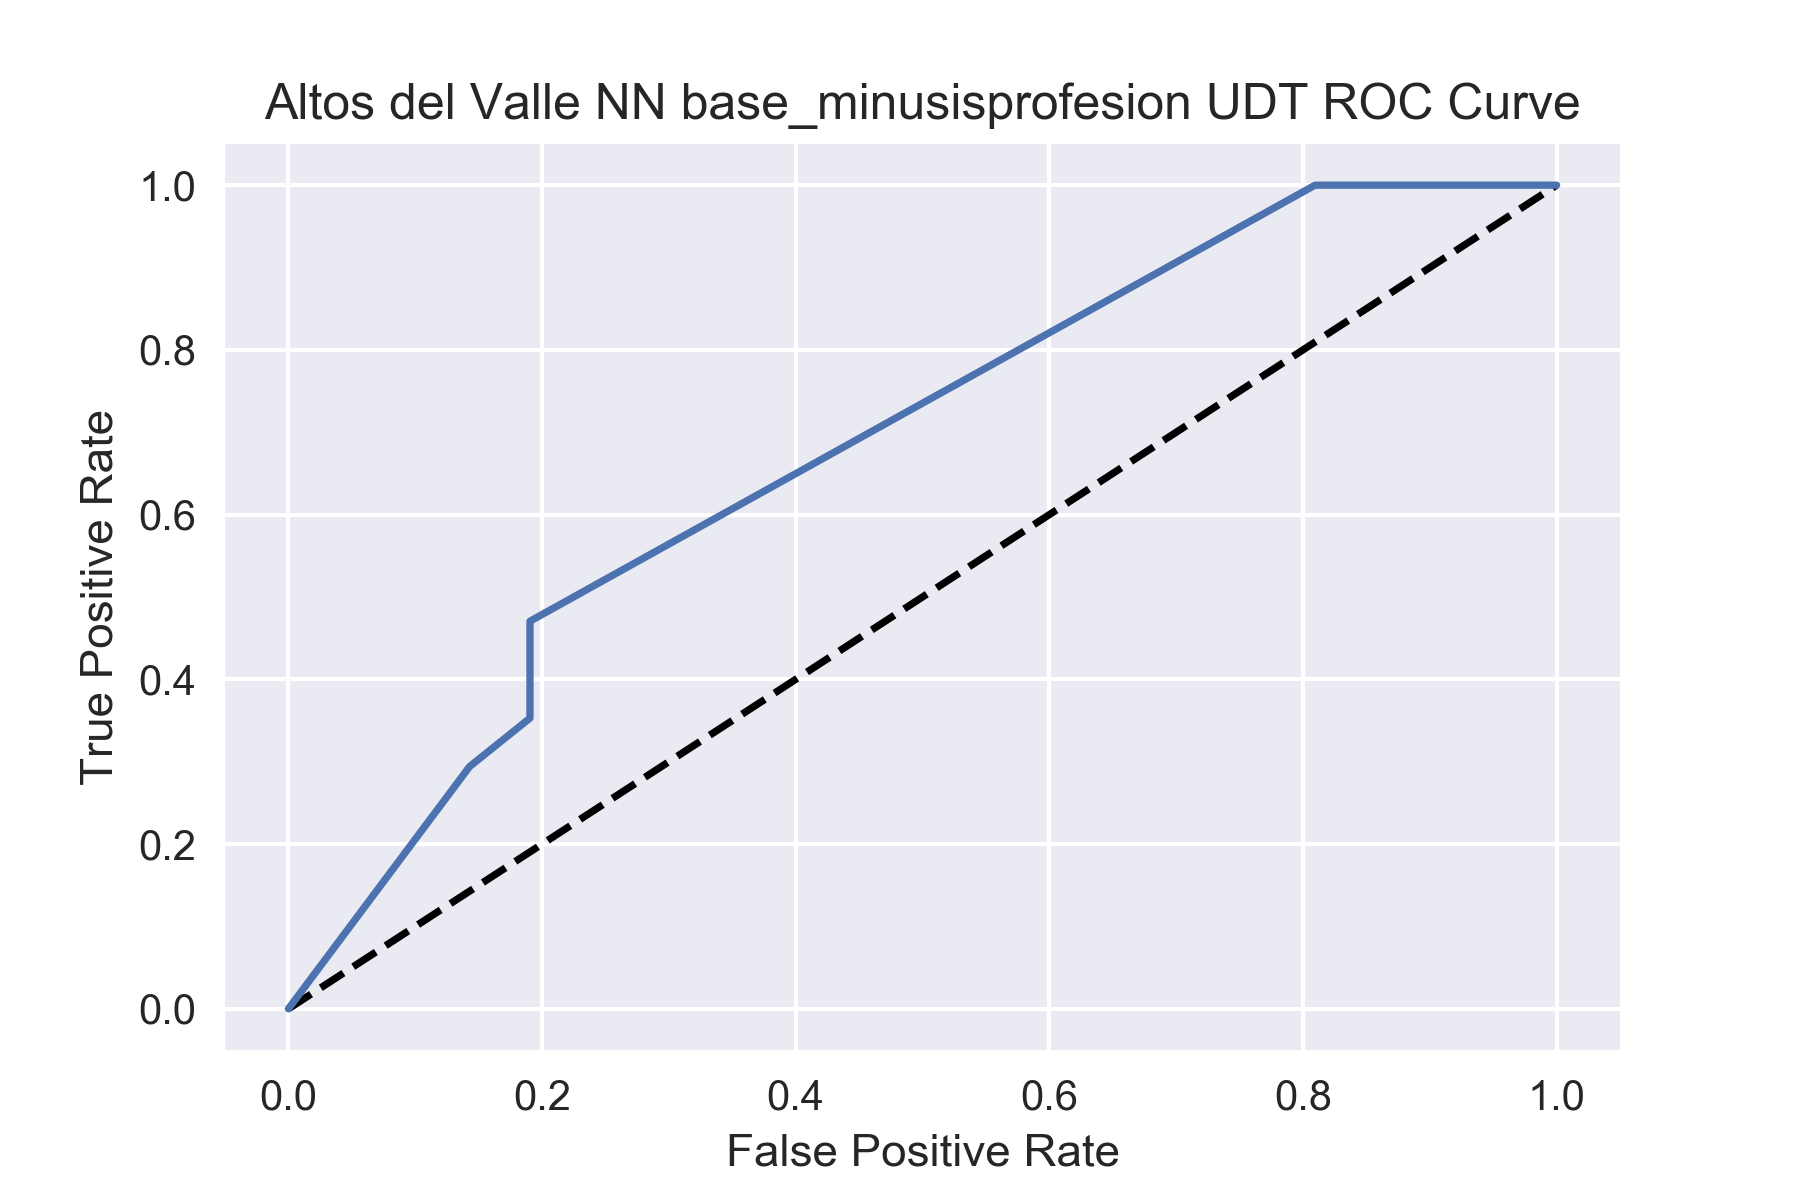 Altos del Valle NN base_minusisprofesion UDT ROC Curve
1.0
0.8
0.6
0.4
0.2
0.0
True Positive Rate
0.0 0.2 0.4 0.6 0.8 1.0
False Positive Rate